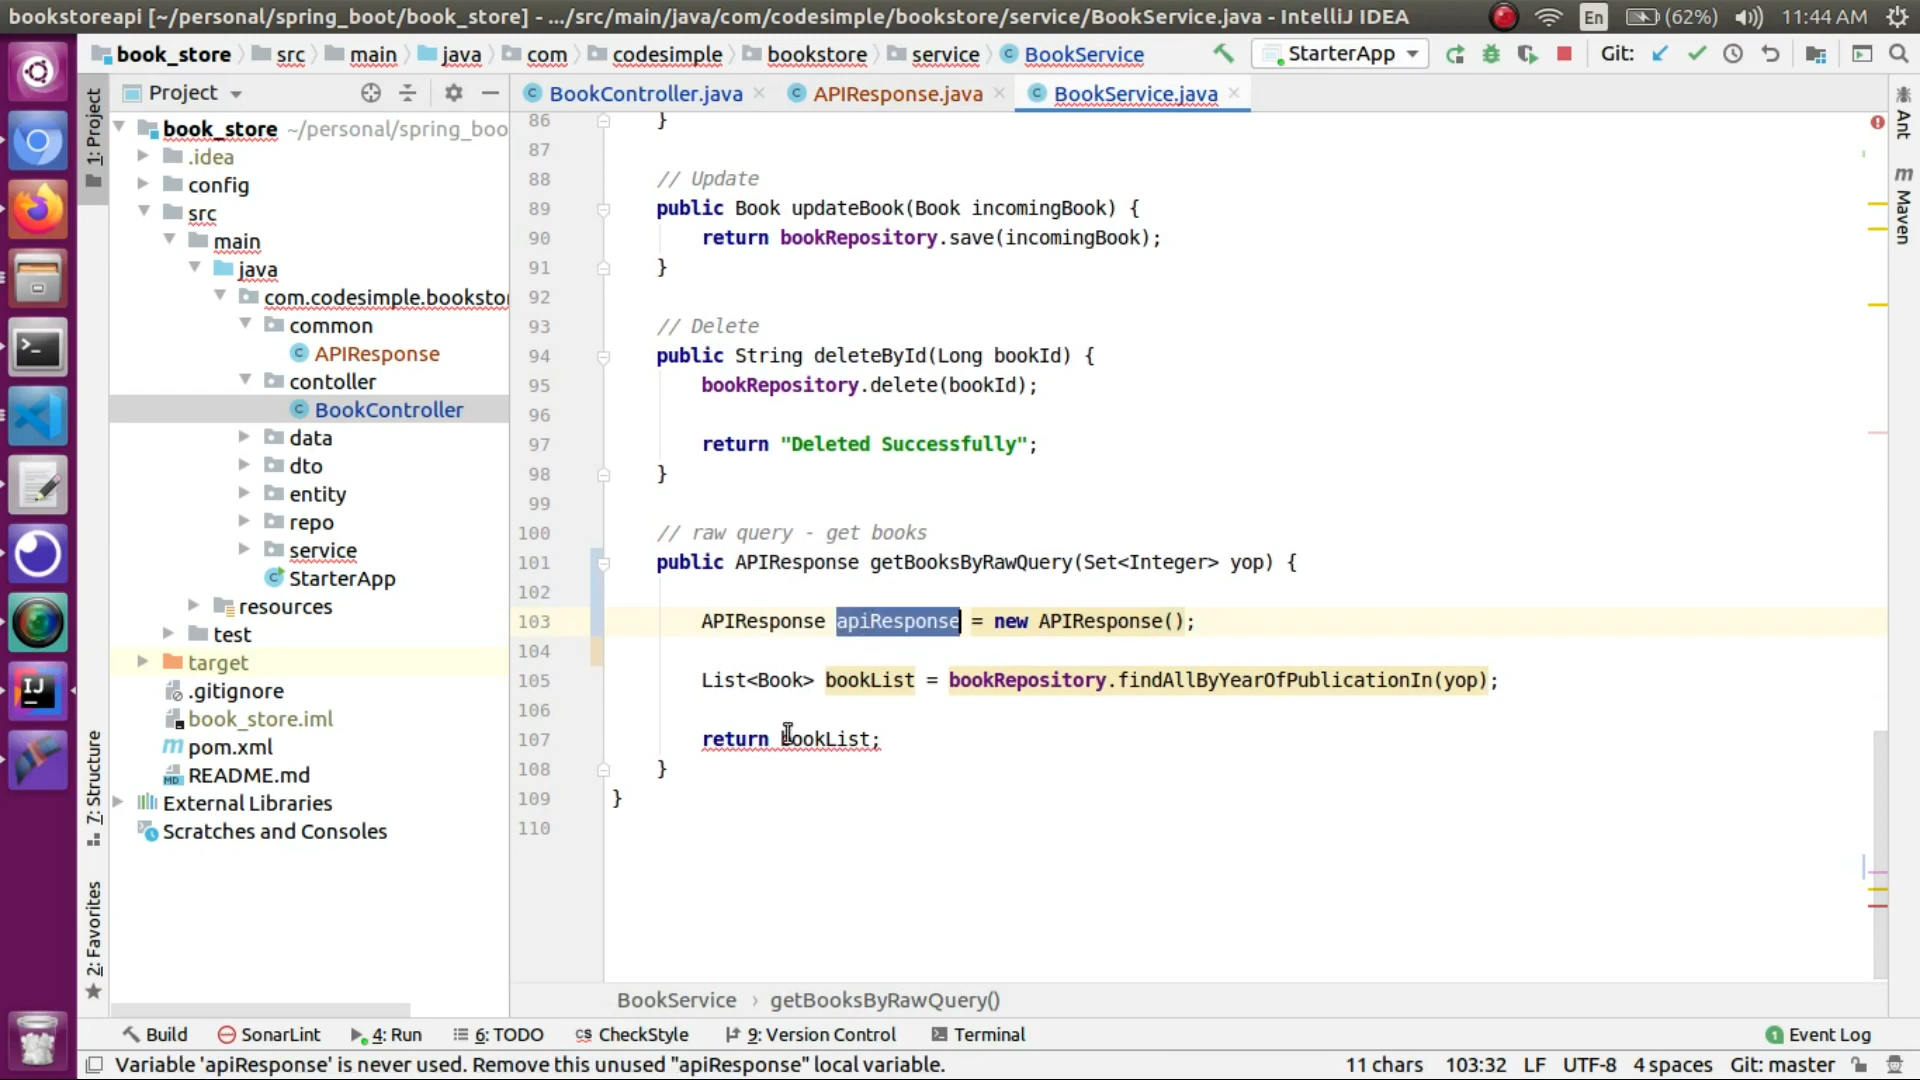 bookstoreapi [~/personal/spring_boot/book_store] - .../src/main/java/com/codesimple/bookstore/service/BookService.java - IntelliJ IDEA
En (62%) 11:44 AM
book_store src main java com codesimple bookstore service BookService StarterApp Git:
Project
BookController.java APIResponse.java BookService.java
1: Project
7: Structure
2: Favorites
Ant
Maven
book_store ~/personal/spring_boo
.idea
config
src
main
java
com.codesimple.bookstor
common
APIResponse
contoller
BookController
data
dto
entity
repo
service
StarterApp
resources
test
target
.gitignore
book_store.iml
pom.xml
README.md
External Libraries
Scratches and Consoles
86 }
87
88 // Update
89 public Book updateBook(Book incomingBook) {
90 return bookRepository.save(incomingBook);
91 }
92
93 // Delete
94 public String deleteById(Long bookId) {
95 bookRepository.delete(bookId);
96
97 return "Deleted Successfully";
98 }
99
100 // raw query - get books
101 public APIResponse getBooksByRawQuery(Set<Integer> yop) {
102
103 APIResponse apiResponse = new APIResponse();
104
105 List<Book> bookList = bookRepository.findAllByYearOfPublicationIn(yop);
106
107 return bookList;
108 }
109 }
110
BookService › getBooksByRawQuery()
Build SonarLint 4: Run 6: TODO CheckStyle 9: Version Control Terminal 1 Event Log
Variable 'apiResponse' is never used. Remove this unused "apiResponse" local variable. 11 chars 103:32 LF UTF-8 4 spaces Git: master